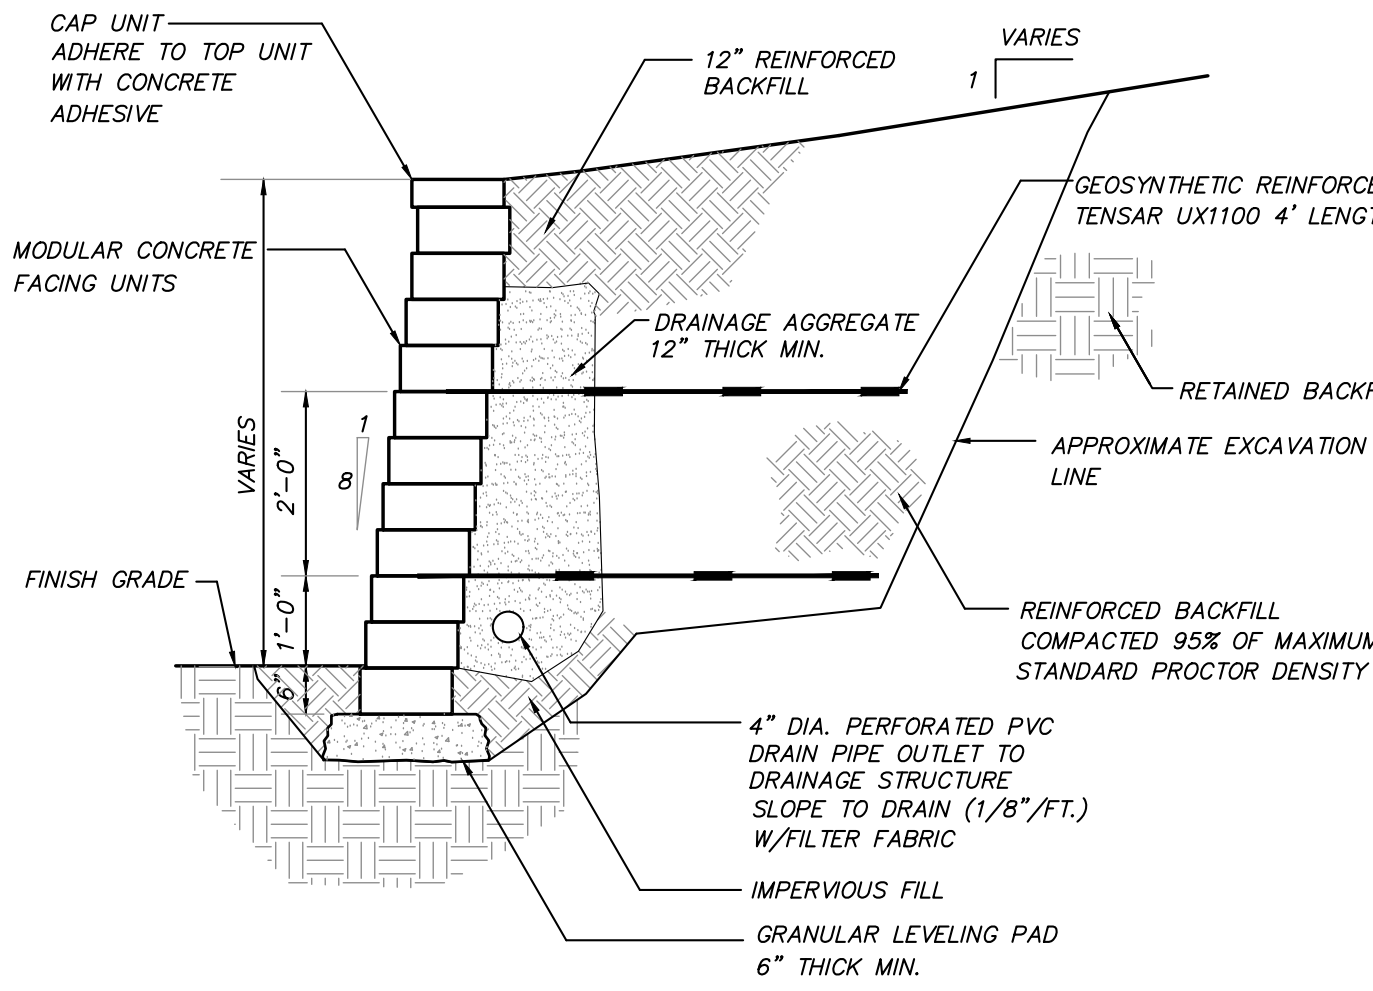 CAP UNIT
ADHERE TO TOP UNIT
WITH CONCRETE
ADHESIVE
12" REINFORCED
BACKFILL
VARIES
1
GEOSYNTHETIC REINFORCE
TENSAR UX1100 4' LENGT
MODULAR CONCRETE
FACING UNITS
DRAINAGE AGGREGATE
12" THICK MIN.
RETAINED BACKF
APPROXIMATE EXCAVATION
LINE
VARIES
2'-0"
1
8
FINISH GRADE
1'-0"
6"
REINFORCED BACKFILL
COMPACTED 95% OF MAXIMUM
STANDARD PROCTOR DENSITY
4" DIA. PERFORATED PVC
DRAIN PIPE OUTLET TO
DRAINAGE STRUCTURE
SLOPE TO DRAIN (1/8"/FT.)
W/FILTER FABRIC
IMPERVIOUS FILL
GRANULAR LEVELING PAD
6" THICK MIN.